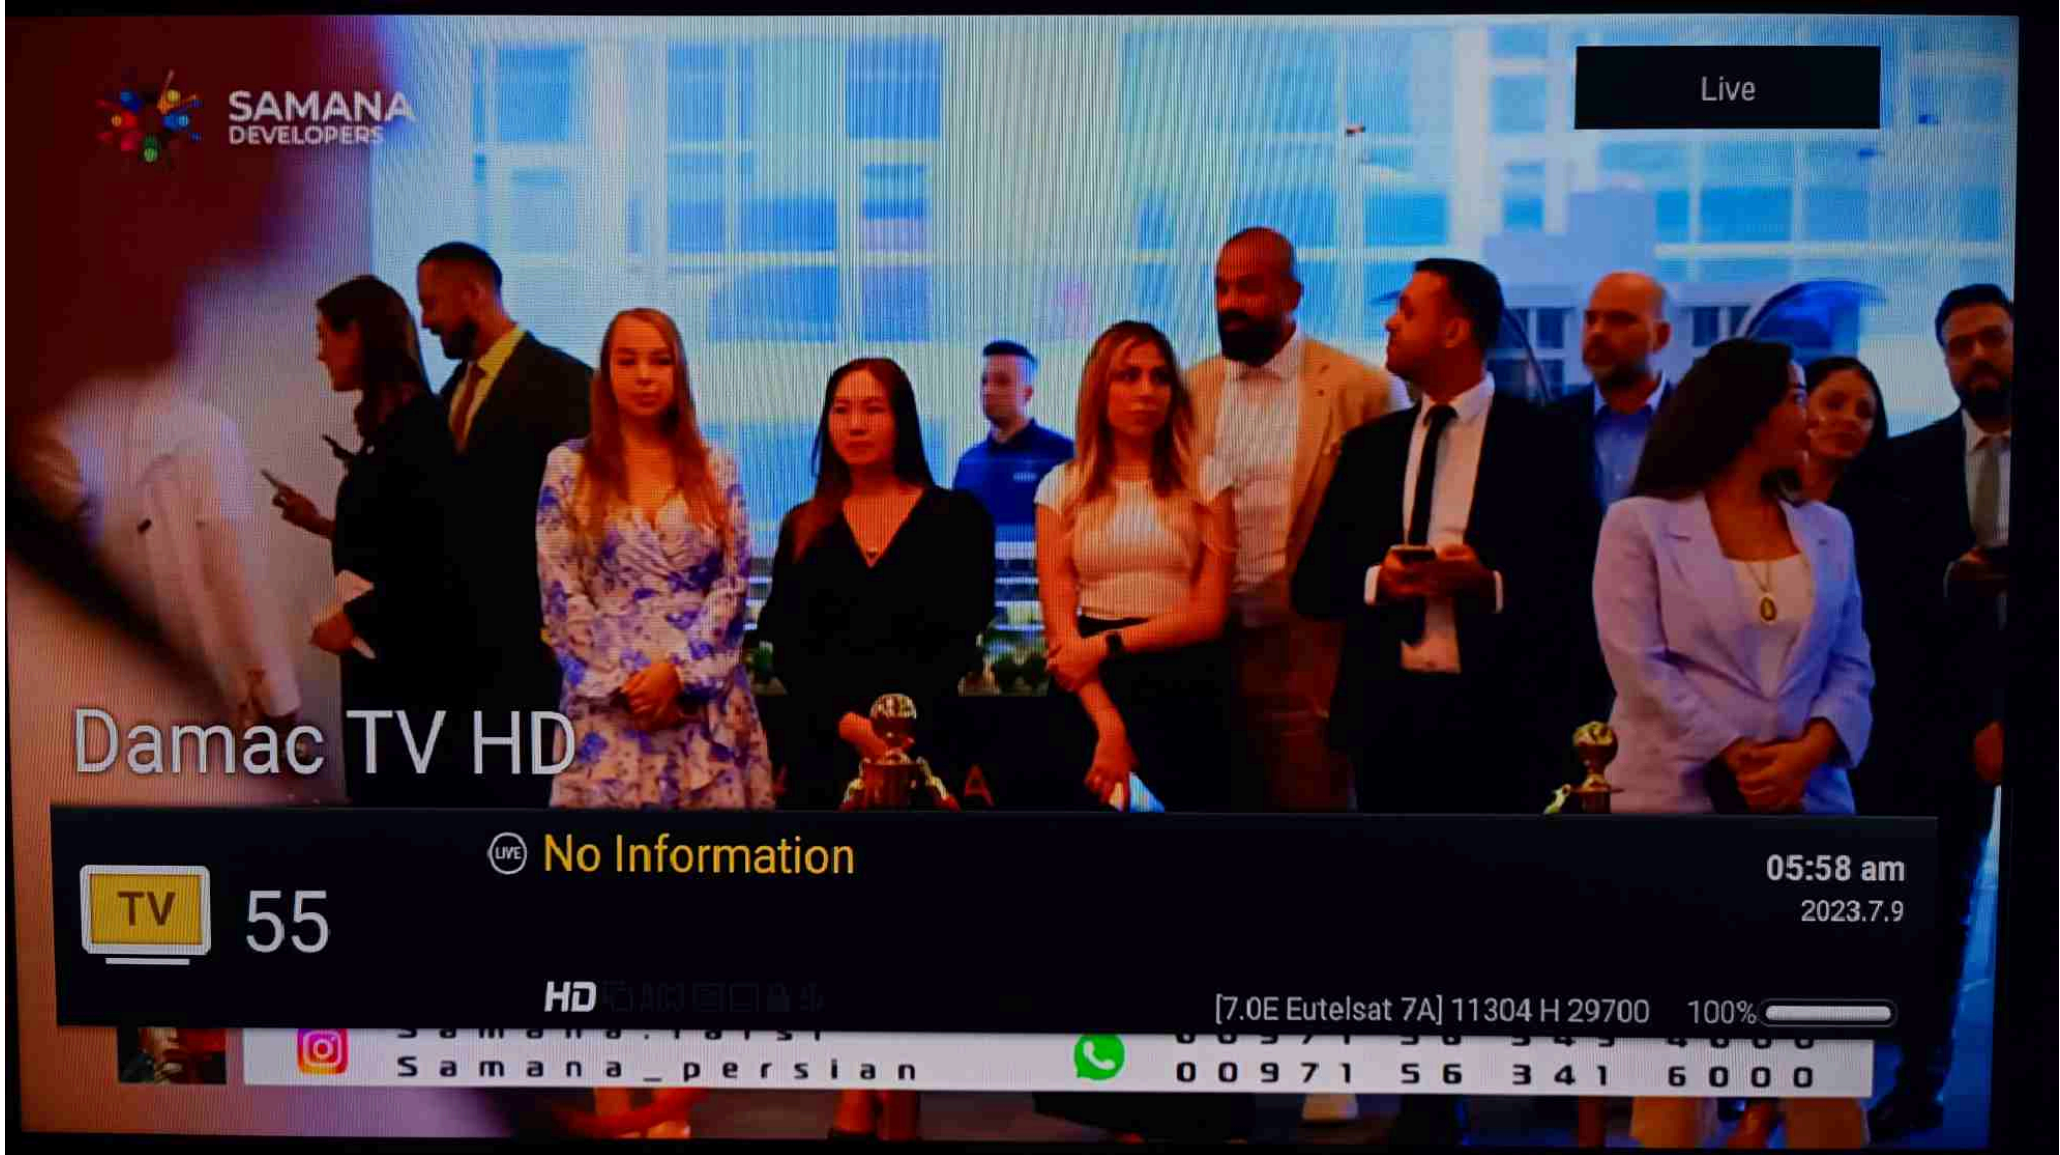 SAMANA
DEVELOPERS
Live
Damac TV HD
LIVE No Information
TV 55
05:58 am
2023.7.9
HD
[7.0E Eutelsat 7A] 11304 H 29700 100%
Samana_persian
00971 56 341 6000